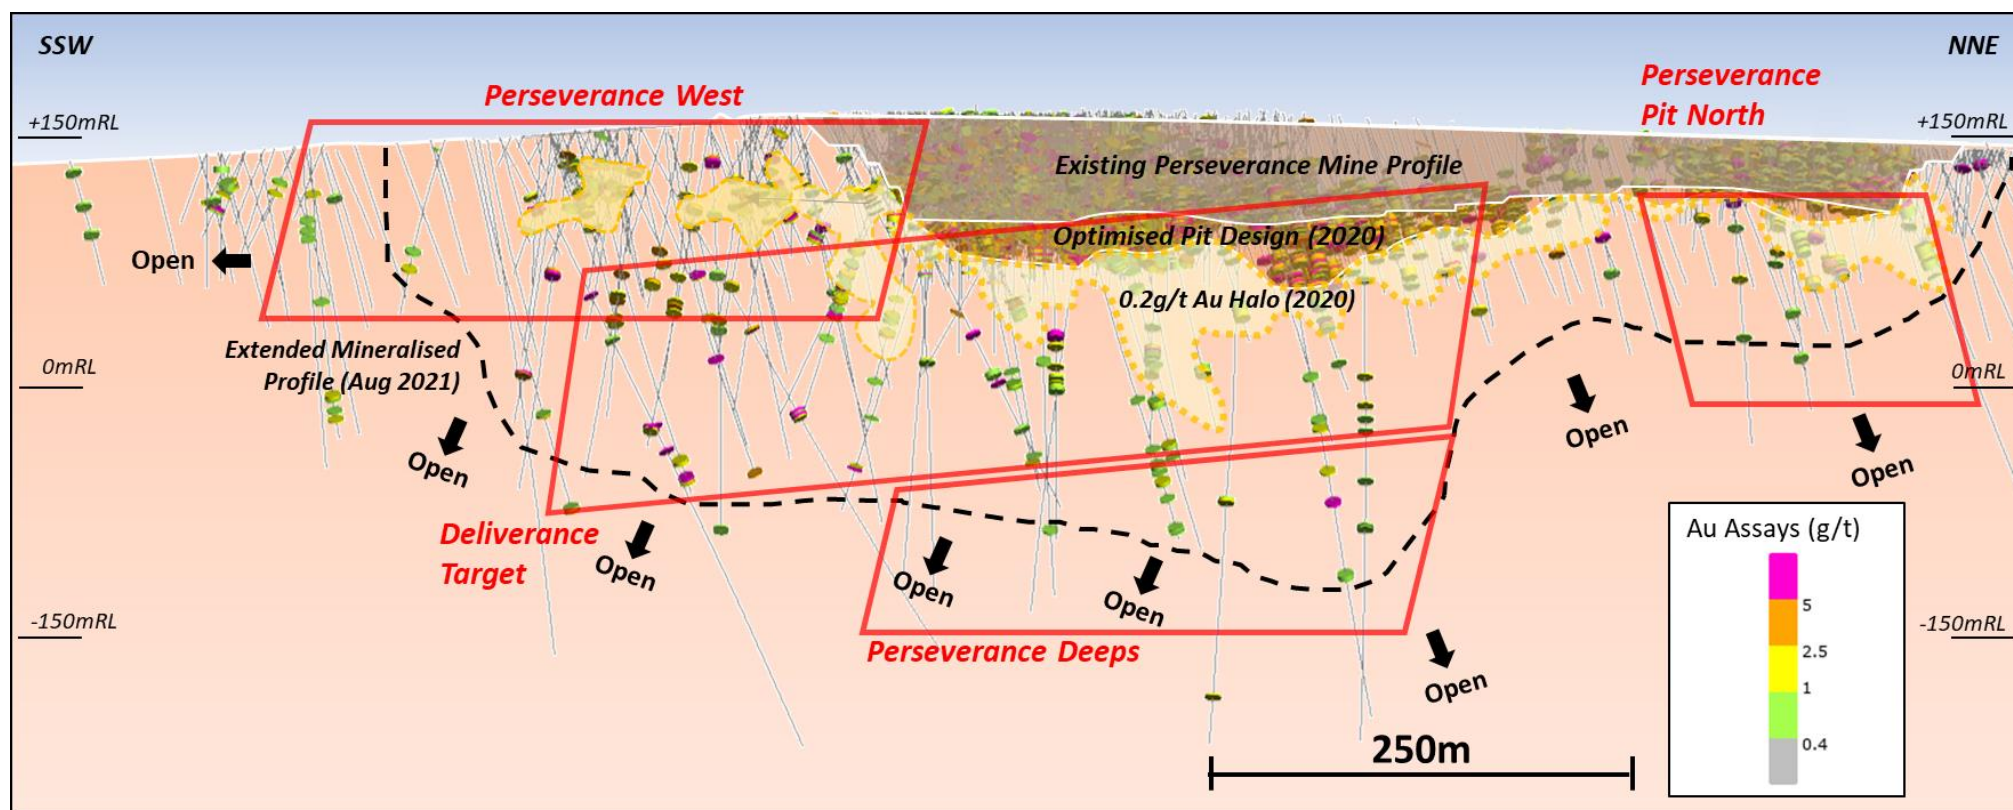 SSW
NNE
Perseverance West
Perseverance
Pit North
+150mRL
+150mRL
Existing Perseverance Mine Profile
Optimised Pit Design (2020)
Open
0.2g/t Au Halo (2020)
Extended Mineralised
Profile (Aug 2021)
0mRL
0mRL
Open
Open
Open
Deliverance
Target
Open
Open
Open
Au Assays (g/t)
5
2.5
1
0.4
-150mRL
-150mRL
Perseverance Deeps
Open
250m